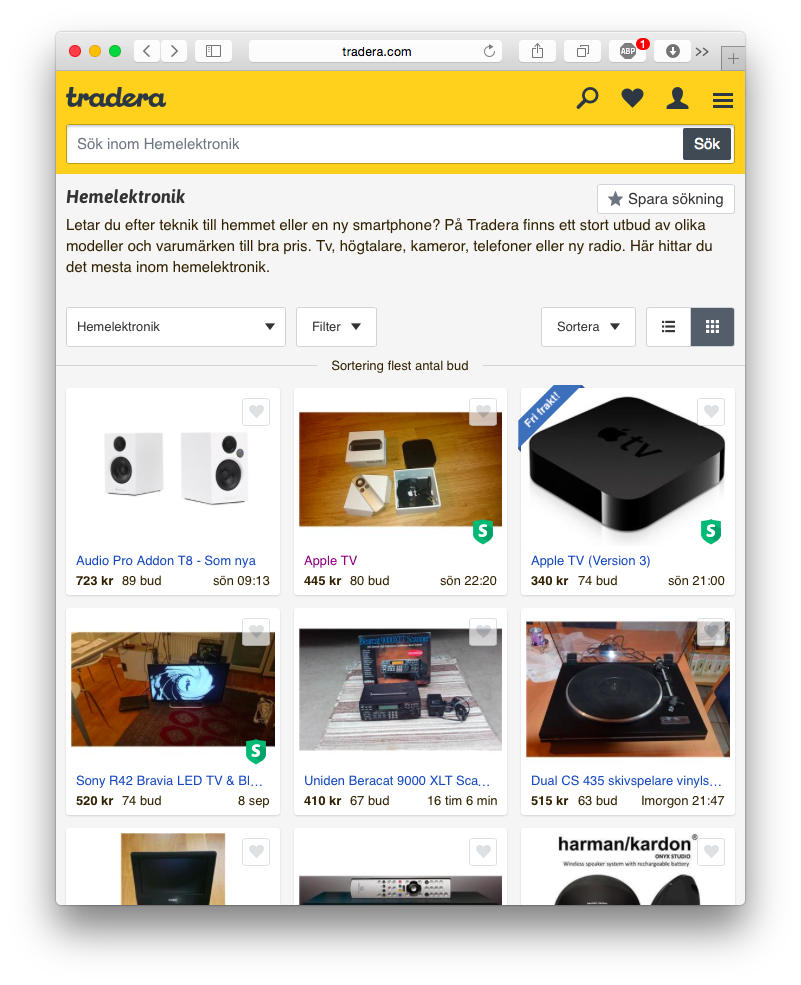 tradera.com
ABP
1
tradera
Sök inom Hemelektronik
Sök
Hemelektronik
Spara sökning
Letar du efter teknik till hemmet eller en ny smartphone? På Tradera finns ett stort utbud av olika
modeller och varumärken till bra pris. Tv, högtalare, kameror, telefoner eller ny radio. Här hittar du
det mesta inom hemelektronik.
Hemelektronik
Filter
Sortera
Sortering flest antal bud
Fri frakt!
tv
S
S
Audio Pro Addon T8 - Som nya
723 kr 89 bud sön 09:13
Apple TV
445 kr 80 bud sön 22:20
Apple TV (Version 3)
340 kr 74 bud sön 21:00
Beracat 9000XLT Scanner
S
Sony R42 Bravia LED TV & Bl...
520 kr 74 bud 8 sep
Uniden Beracat 9000 XLT Sca...
410 kr 67 bud 16 tim 6 min
Dual CS 435 skivspelare vinyls...
515 kr 63 bud Imorgon 21:47
harman/kardon®
ONYX STUDIO
Wireless speaker system with rechargeable battery